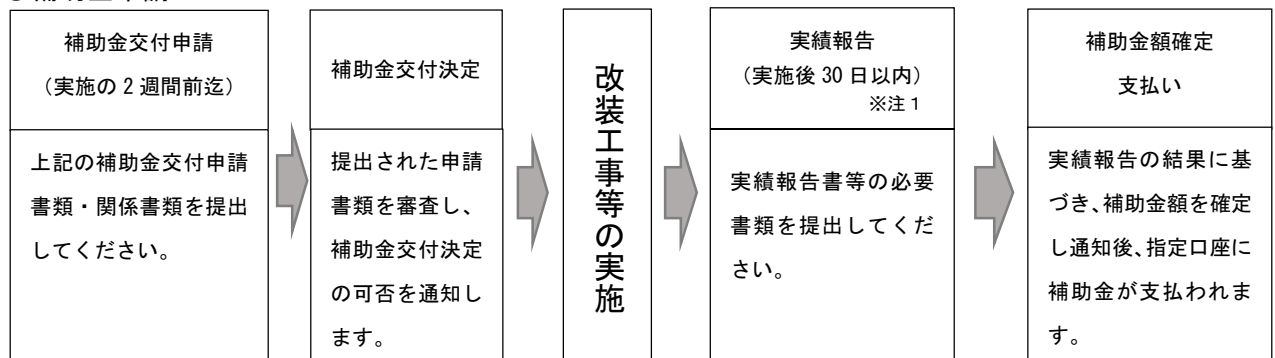 補助金交付申請
（実施の2週間前迄）
上記の補助金交付申請
書類・関係書類を提出
してください。
補助金交付決定
提出された申請
書類を審査し、
補助金交付決定
の可否を通知し
ます。
改装工事等の実施
実績報告
（実施後30日以内）
※注1
実績報告書等の必要
書類を提出してくだ
さい。
補助金額確定
支払い
実績報告の結果に基
づき、補助金額を確定
し通知後、指定口座に
補助金が支払われま
す。